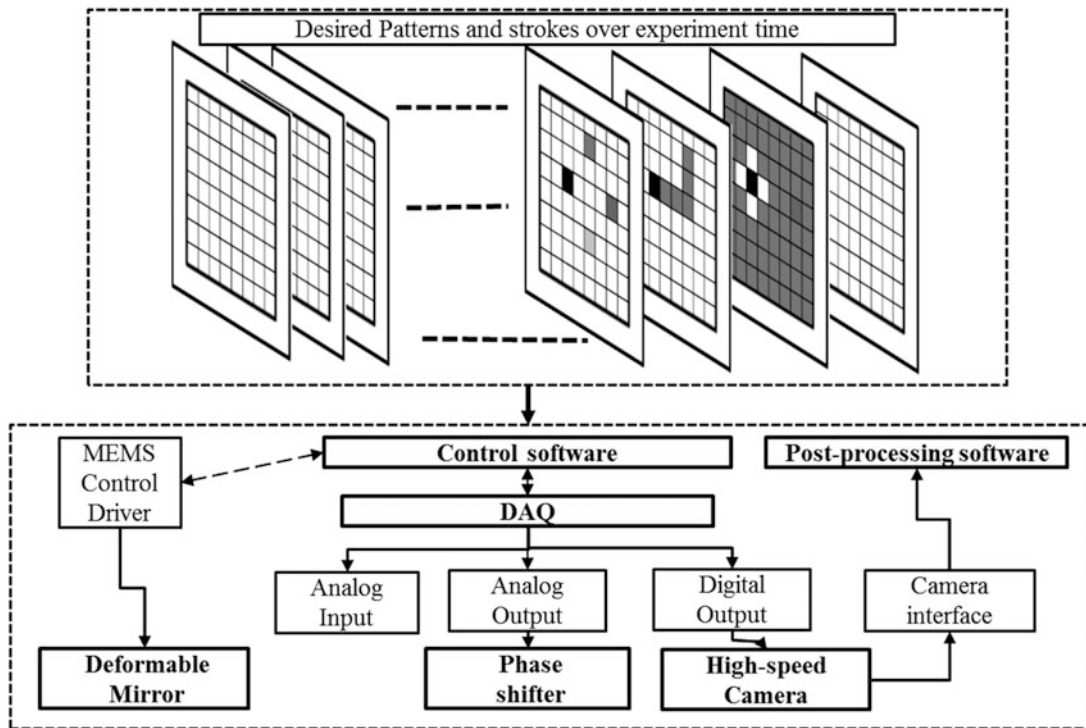 Desired Patterns and strokes over experiment time
MEMS
Control
Driver
Control software
Post-processing software
DAQ
Analog
Input
Analog
Output
Digital
Output
Camera
interface
Deformable
Mirror
Phase
shifter
High-speed
Camera